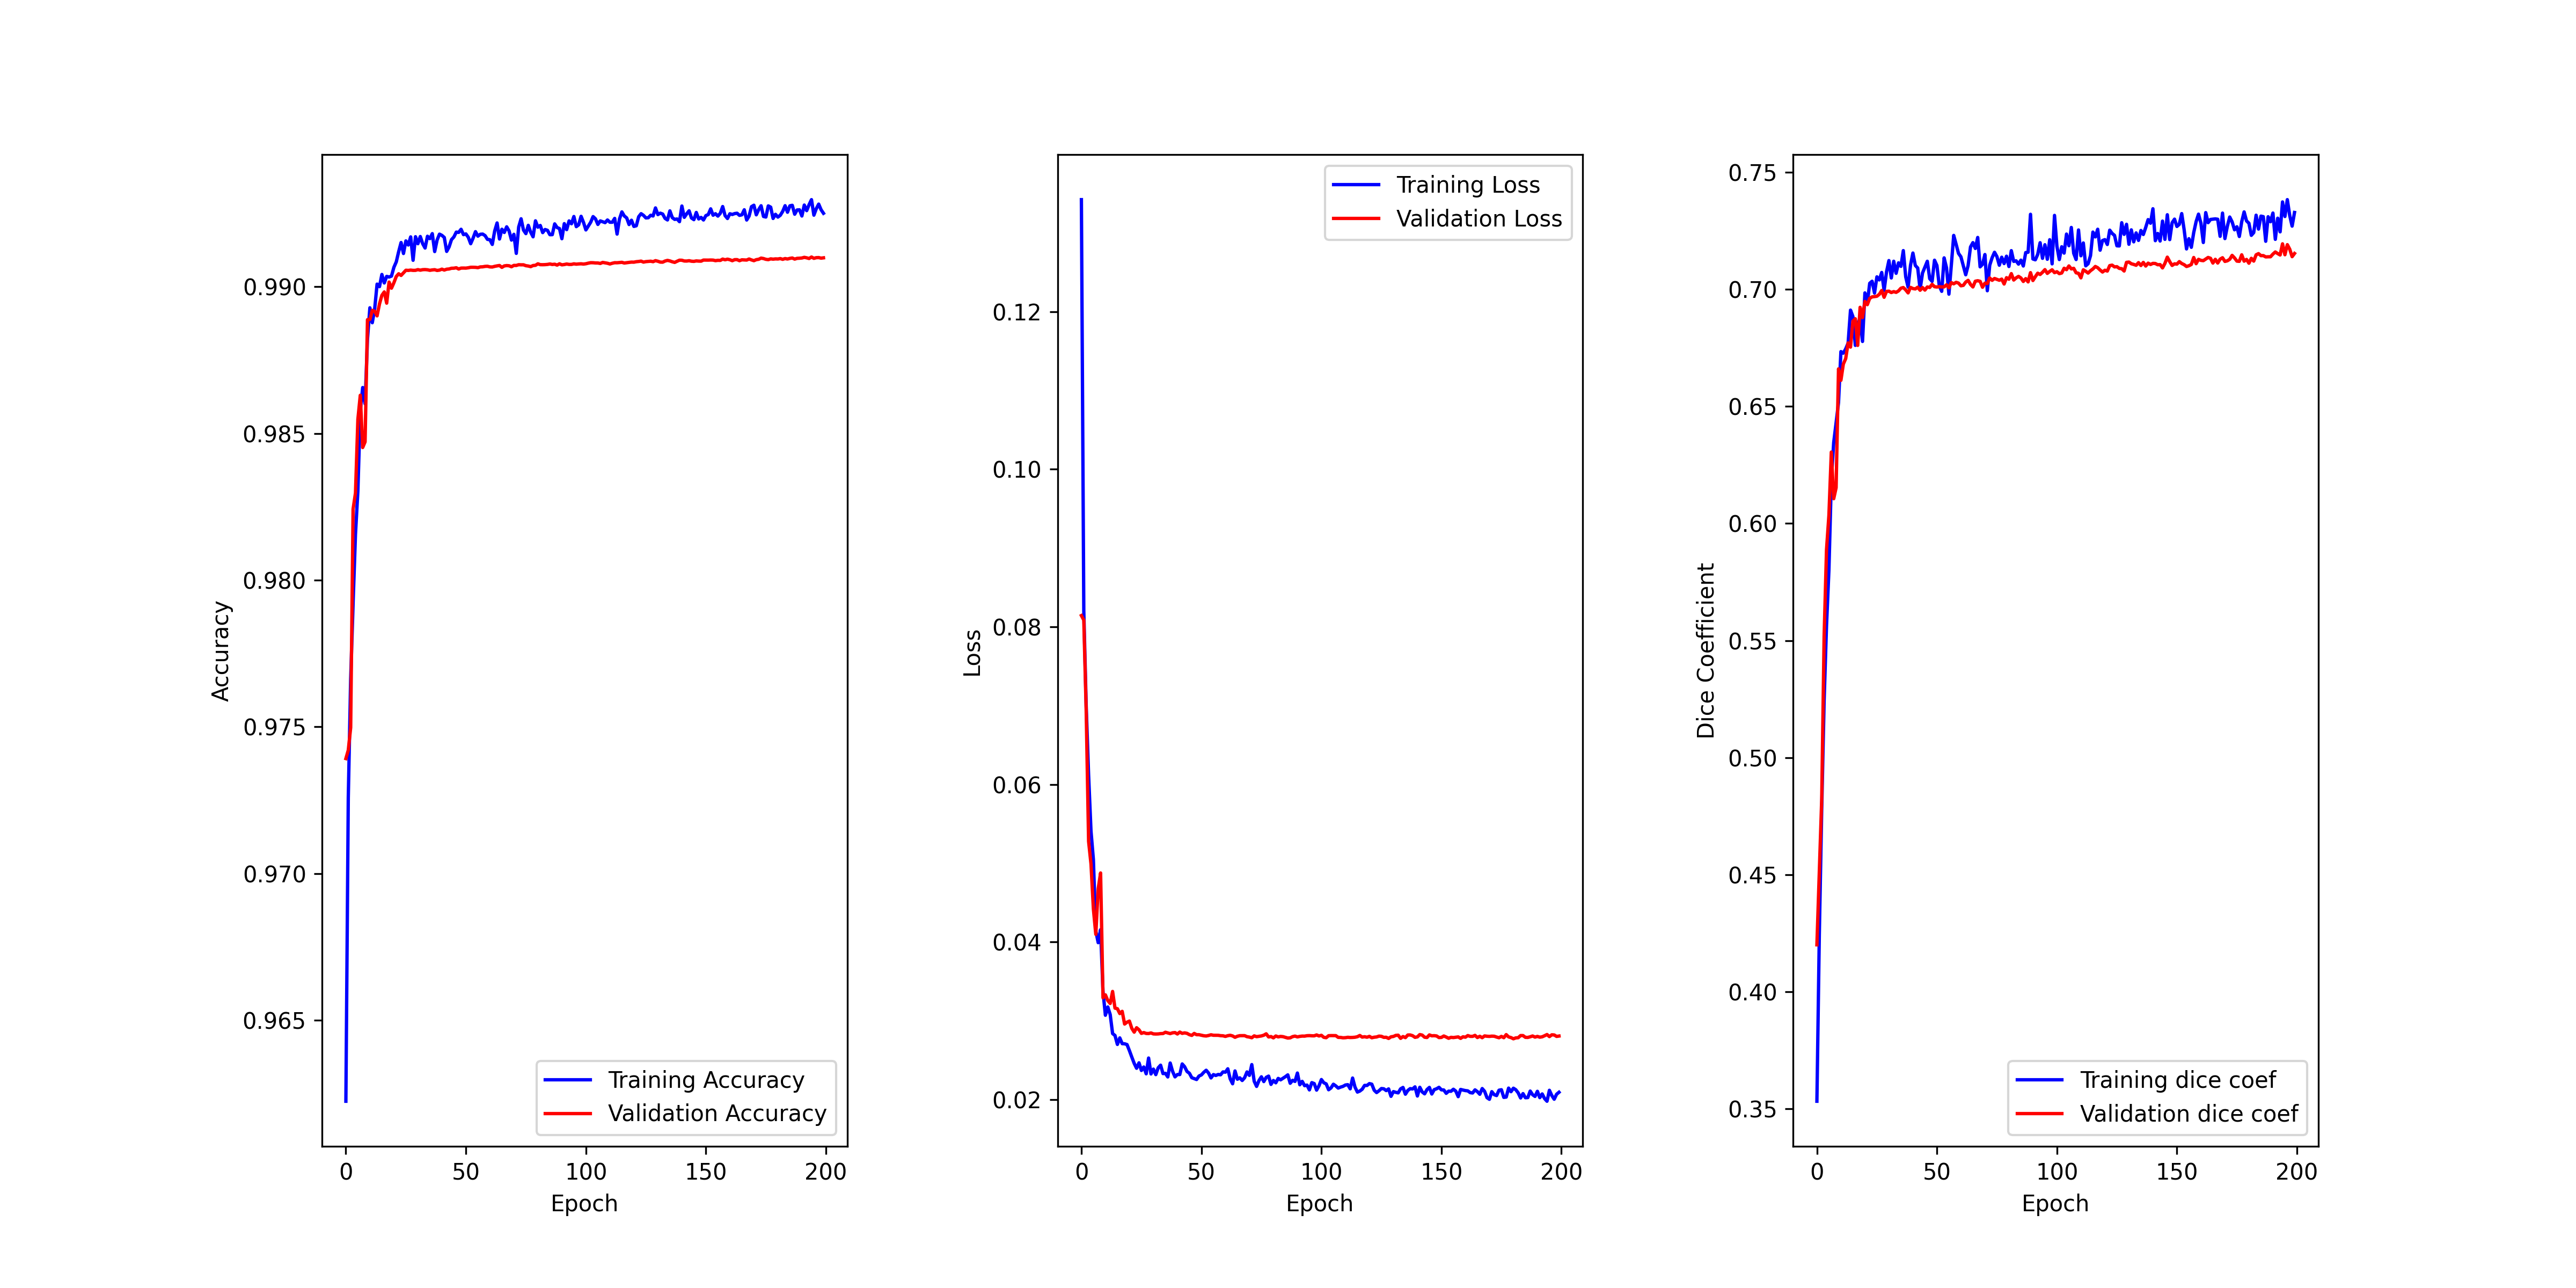 Accuracy
0.990
0.985
0.980
0.975
0.970
0.965
Training Accuracy
Validation Accuracy
0 50 100 150 200
Epoch
Loss
0.12
0.10
0.08
0.06
0.04
0.02
Training Loss
Validation Loss
0 50 100 150 200
Epoch
Dice Coefficient
0.75
0.70
0.65
0.60
0.55
0.50
0.45
0.40
0.35
Training dice coef
Validation dice coef
0 50 100 150 200
Epoch